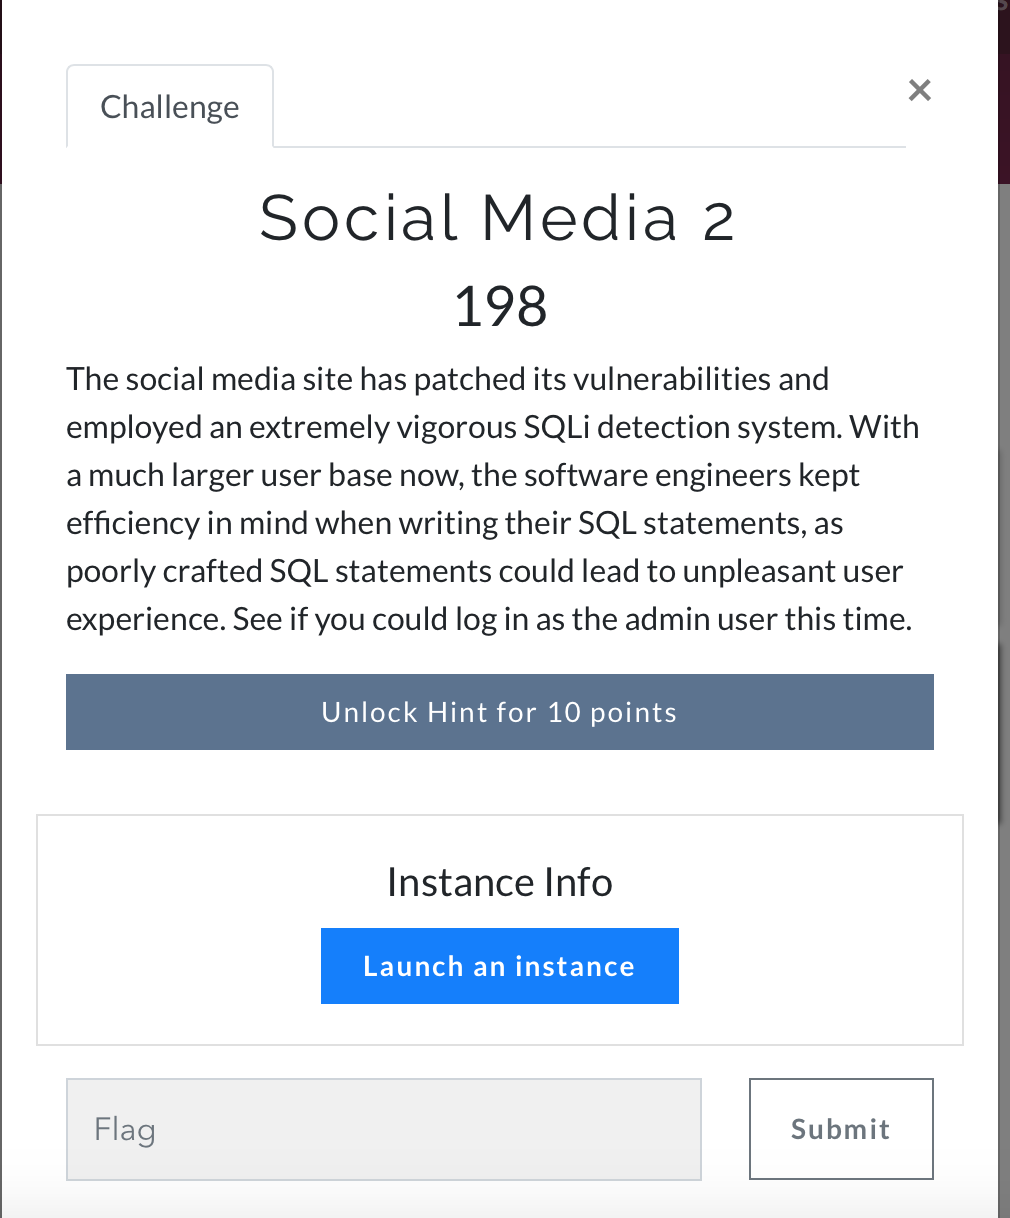 Challenge
×
Social Media 2
198
The social media site has patched its vulnerabilities and
employed an extremely vigorous SQLi detection system. With
a much larger user base now, the software engineers kept
efficiency in mind when writing their SQL statements, as
poorly crafted SQL statements could lead to unpleasant user
experience. See if you could log in as the admin user this time.
Unlock Hint for 10 points
Instance Info
Launch an instance
Flag
Submit